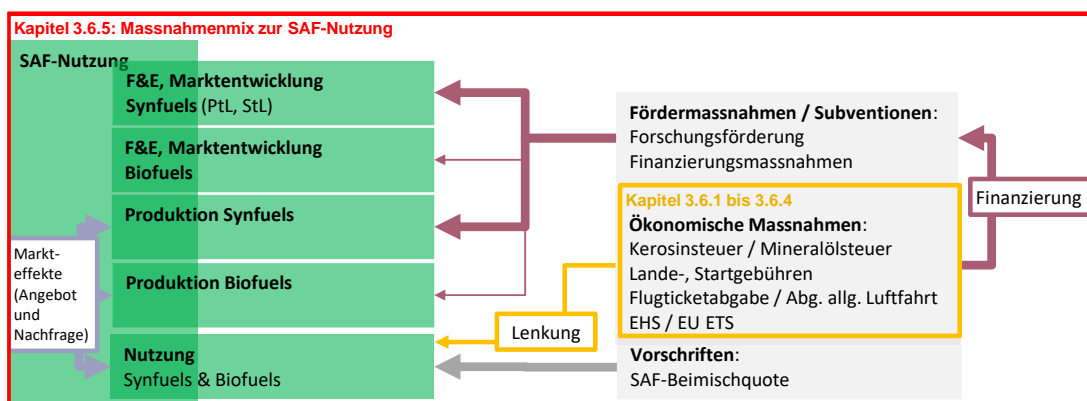 Kapitel 3.6.5: Massnahmenmix zur SAF-Nutzung
SAF-Nutzung
F&E, Marktentwicklung
Synfuels (PtL, StL)
F&E, Marktentwicklung
Biofuels
Produktion Synfuels
Produktion Biofuels
Nutzung
Synfuels & Biofuels
Markt-
effekte
(Angebot
und
Nachfrage)
Lenkung
Fördermassnahmen / Subventionen:
Forschungsförderung
Finanzierungsmassnahmen
Kapitel 3.6.1 bis 3.6.4
Ökonomische Massnahmen:
Kerosinsteuer / Mineralölsteuer
Lande-, Startgebühren
Flugticketabgabe / Abg. allg. Luftfahrt
EHS / EU ETS
Vorschriften:
SAF-Beimischquote
Finanzierung